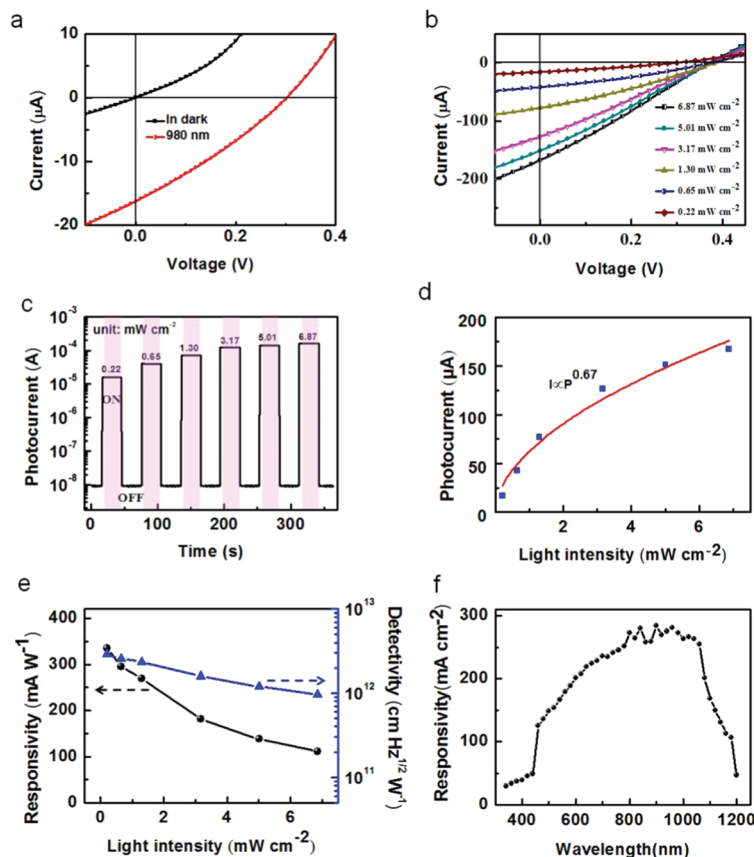 a
10
0
-10
-20
Current (μA)
In dark
980 nm
0.0
0.2
0.4
Voltage (V)
b
0
-100
-200
Current (μA)
6.87 mW cm-2
5.01 mW cm-2
3.17 mW cm-2
1.30 mW cm-2
0.65 mW cm-2
0.22 mW cm-2
0.0
0.2
0.4
Voltage (V)
c
10-3
10-4
10-5
10-6
10-7
10-8
10-9
Photocurrent (A)
unit: mW cm-2
0.22
0.65
1.30
3.17
5.01
6.87
ON
OFF
0
100
200
300
Time (s)
d
200
150
100
50
0
Photocurrent (μA)
I∝P0.67
2
4
6
Light intensity (mW cm-2)
e
400
300
200
100
0
Responsivity (mA W-1)
1013
1012
1011
Detectivity (cm Hz1/2 W-1)
0
2
4
6
Light intensity (mW cm-2)
f
300
200
100
0
Responsivity(mA cm-2)
400
600
800
1000
1200
Wavelength(nm)